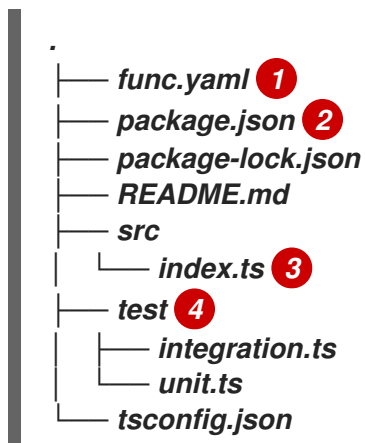 .
├── func.yaml 1
├── package.json 2
├── package-lock.json
├── README.md
├── src
│   └── index.ts 3
├── test 4
│   ├── integration.ts
│   └── unit.ts
└── tsconfig.json